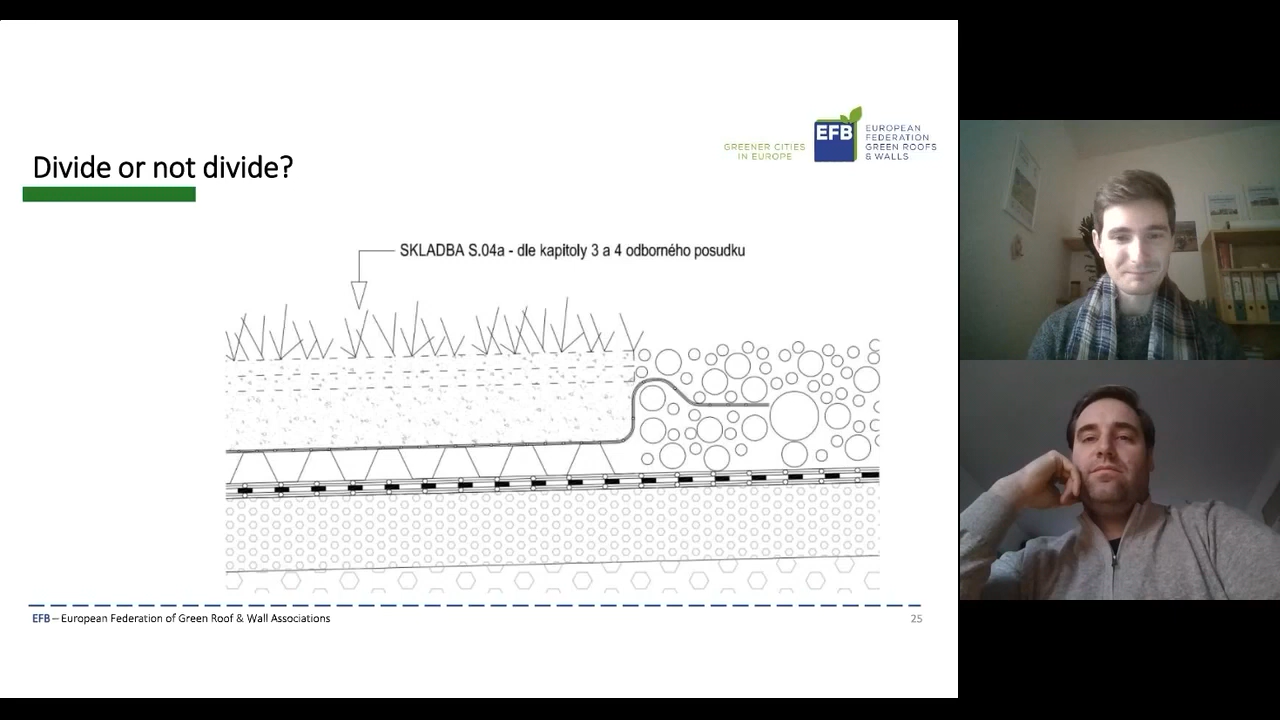 Divide or not divide?
GREENER CITIES
IN EUROPE
EFB
EUROPEAN
FEDERATION
GREEN ROOFS
& WALLS
SKLADBA S.04a - dle kapitoly 3 a 4 odborného posudku
EFB – European Federation of Green Roof & Wall Associations
25